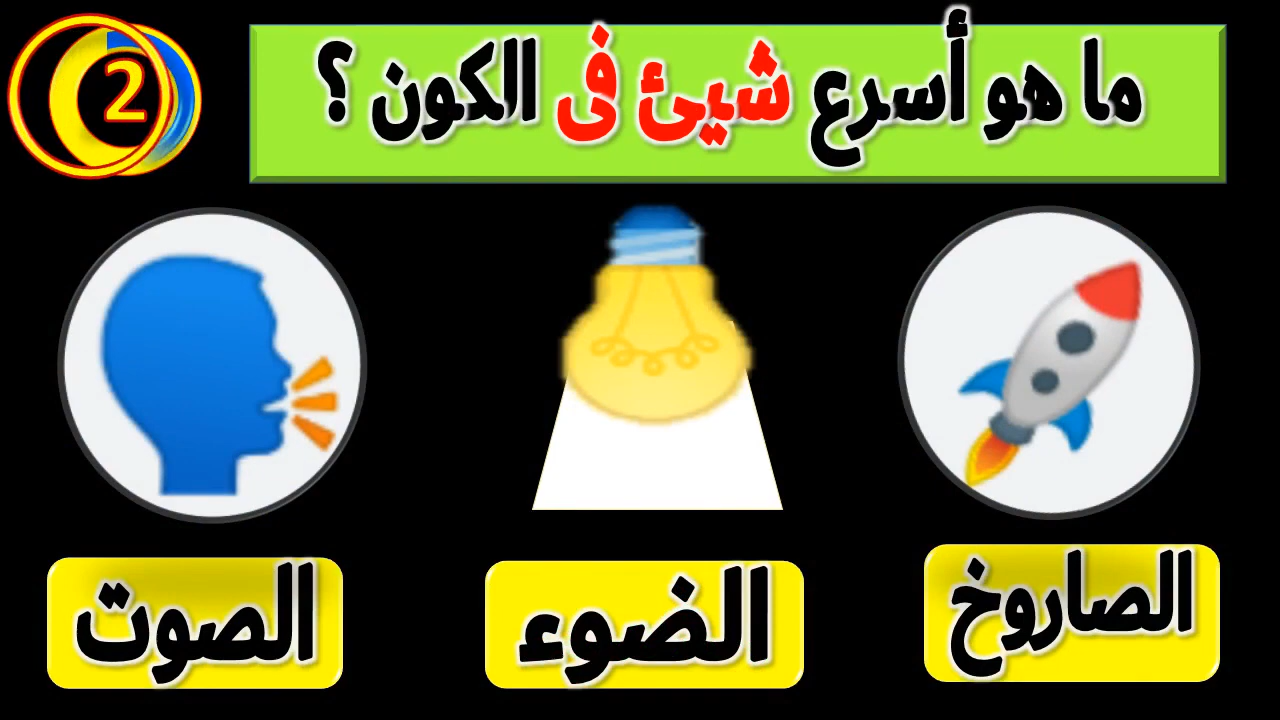 ما هو أسرع شيئ فى الكون ؟
2
الصاروخ
الضوء
الصوت